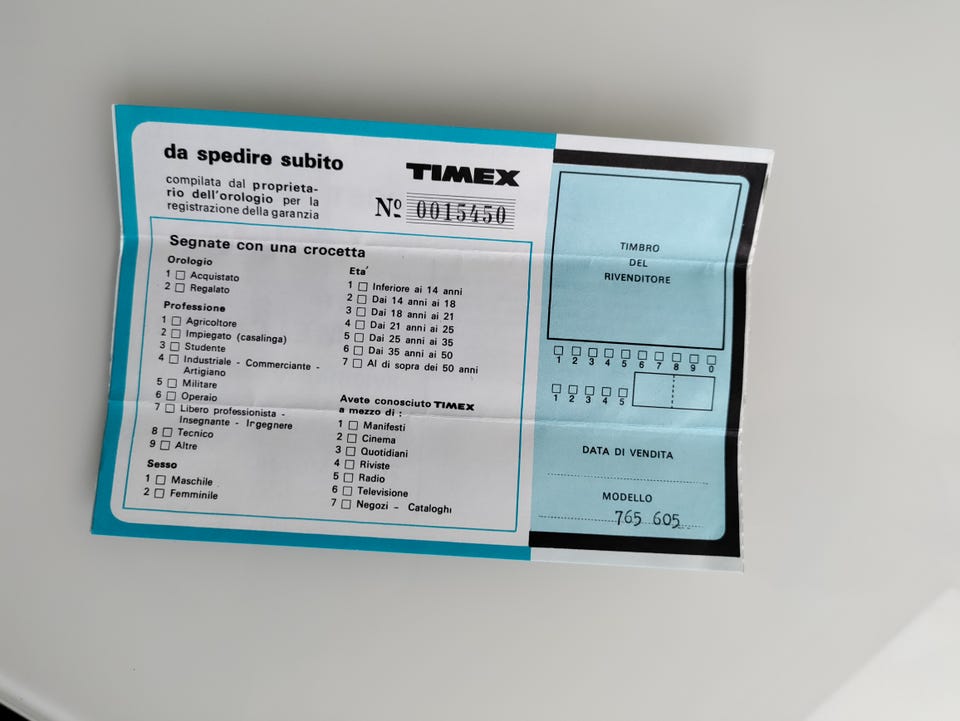 da spedire subito
compilata dal proprieta-
rio dell'orologio per la
registrazione della garanzia
TIMEX
Nº 0015450
Segnate con una crocetta
Orologio
1 Acquistato
2 Regalato
Professione
1 Agricoltore
2 Impiegato (casalinga)
3 Studente
4 Industriale - Commerciante -
Artigiano
5 Militare
6 Operaio
7 Libero professionista -
Insegnante - Ingegnere
8 Tecnico
9 Altre
Sesso
1 Maschile
2 Femminile
Eta'
1 Inferiore ai 14 anni
2 Dai 14 anni ai 18
3 Dai 18 anni ai 21
4 Dai 21 anni ai 25
5 Dai 25 anni ai 35
6 Dai 35 anni ai 50
7 Al di sopra dei 50 anni
Avete conosciuto TIMEX
a mezzo di :
1 Manifesti
2 Cinema
3 Quotidiani
4 Riviste
5 Radio
6 Televisione
7 Negozi - Cataloghi
TIMBRO
DEL
RIVENDITORE
1 2 3 4 5 6 7 8 9 0
1 2 3 4 5
DATA DI VENDITA
MODELLO
765 605